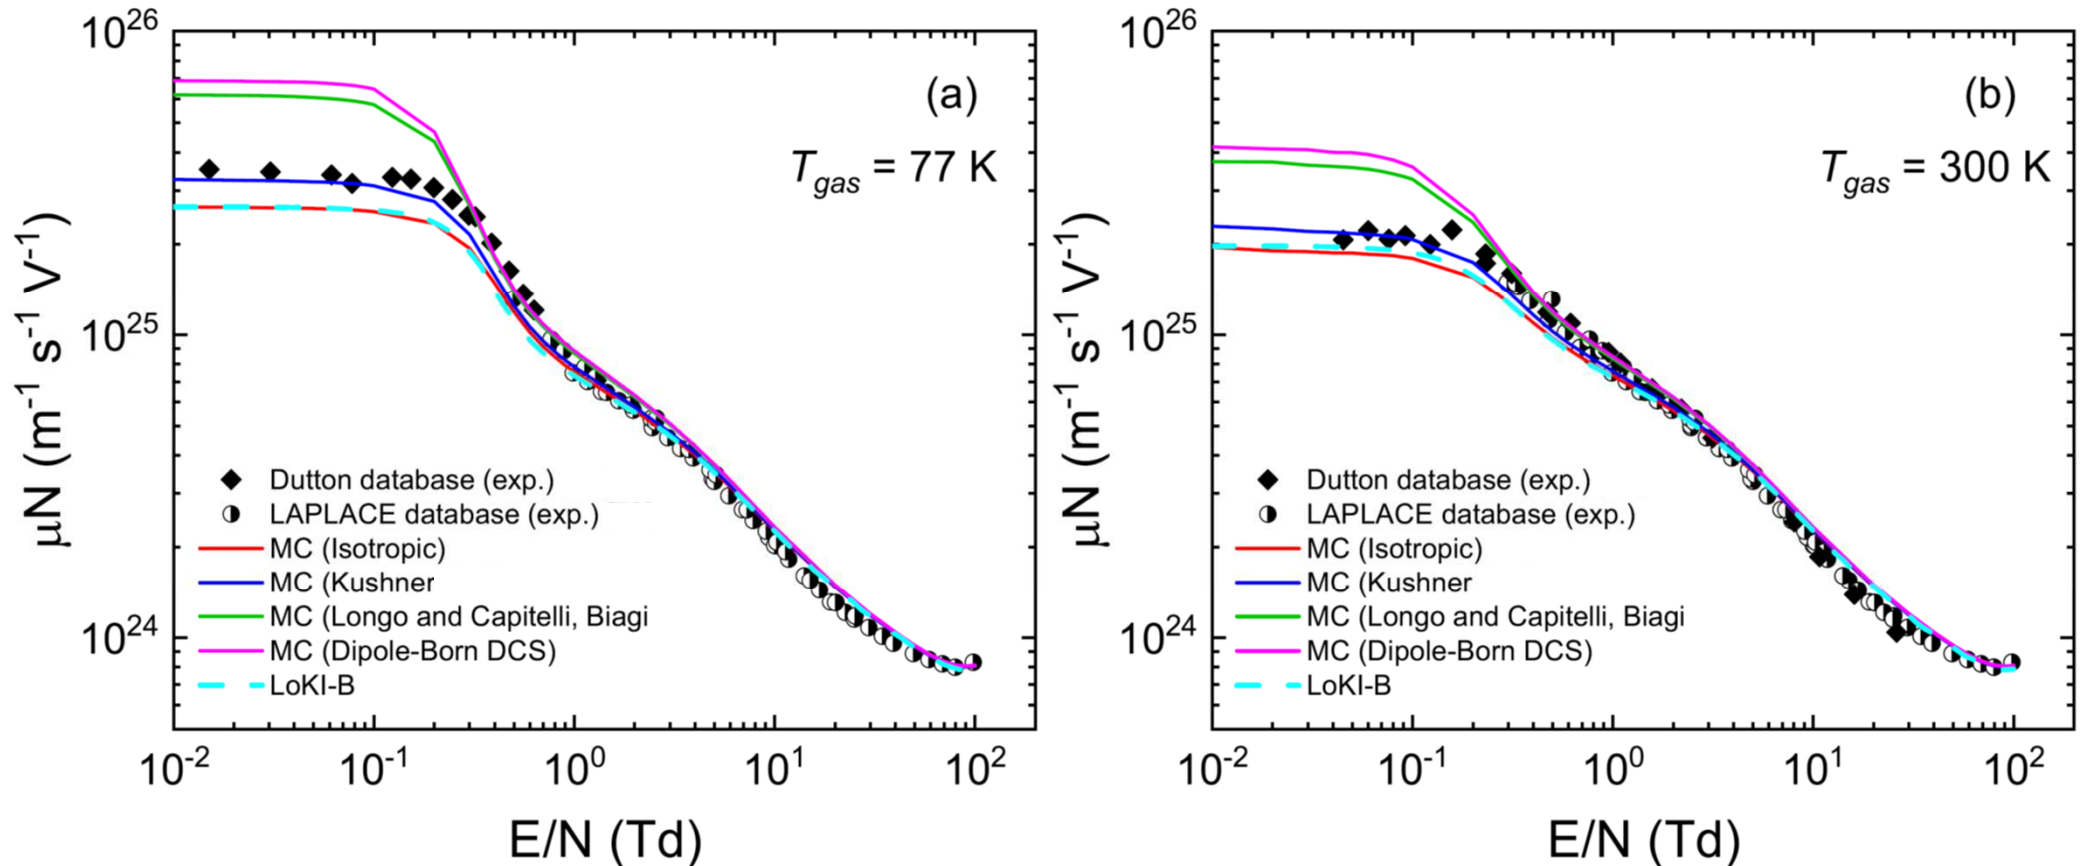 (a)
T_gas = 77 K
10^26
10^25
10^24
μN (m^-1 s^-1 V^-1)
Dutton database (exp.)
LAPLACE database (exp.)
MC (Isotropic)
MC (Kushner
MC (Longo and Capitelli, Biagi
MC (Dipole-Born DCS)
LoKI-B
10^-2 10^-1 10^0 10^1 10^2
E/N (Td)
(b)
T_gas = 300 K
10^26
10^25
10^24
μN (m^-1 s^-1 V^-1)
Dutton database (exp.)
LAPLACE database (exp.)
MC (Isotropic)
MC (Kushner
MC (Longo and Capitelli, Biagi
MC (Dipole-Born DCS)
LoKI-B
10^-2 10^-1 10^0 10^1 10^2
E/N (Td)